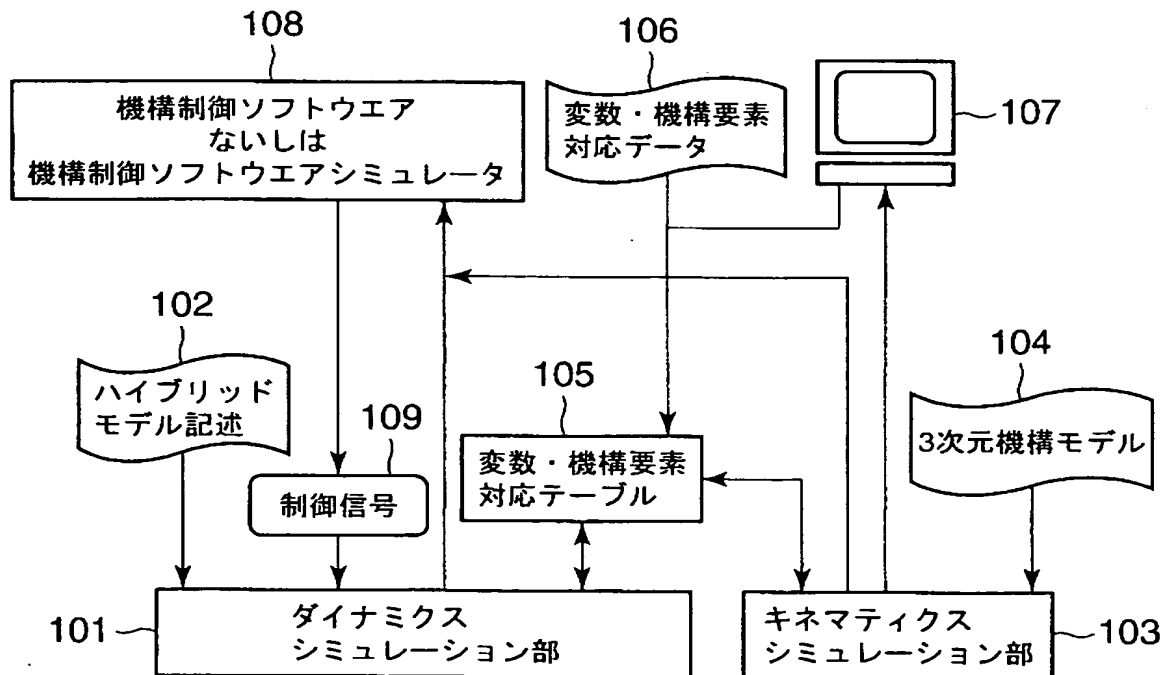 108
機構制御ソフトウエア
ないしは
機構制御ソフトウエアシミュレータ
106
変数・機構要素
対応データ
107
102
ハイブリッド
モデル記述
109
制御信号
105
変数・機構要素
対応テーブル
104
3次元機構モデル
101
ダイナミクス
シミュレーション部
キネマティクス
シミュレーション部
103